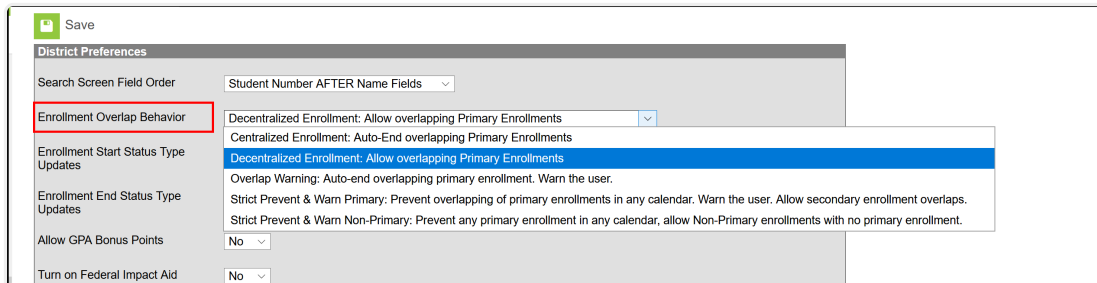 Save
District Preferences
Search Screen Field Order
Student Number AFTER Name Fields
Enrollment Overlap Behavior
Decentralized Enrollment: Allow overlapping Primary Enrollments
Centralized Enrollment: Auto-End overlapping Primary Enrollments
Decentralized Enrollment: Allow overlapping Primary Enrollments
Overlap Warning: Auto-end overlapping primary enrollment. Warn the user.
Strict Prevent & Warn Primary: Prevent overlapping of primary enrollments in any calendar. Warn the user. Allow secondary enrollment overlaps.
Strict Prevent & Warn Non-Primary: Prevent any primary enrollment in any calendar, allow Non-Primary enrollments with no primary enrollment.
Enrollment Start Status Type
Updates
Enrollment End Status Type
Updates
Allow GPA Bonus Points
No
Turn on Federal Impact Aid
No